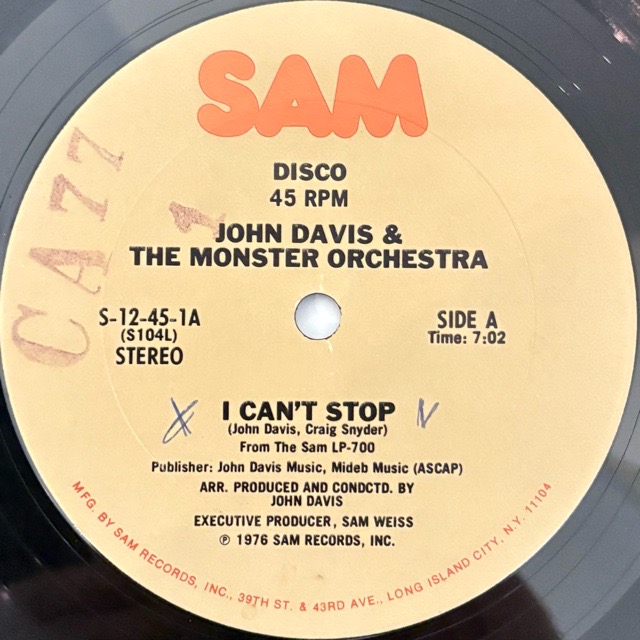 SAM
DISCO
45 RPM
JOHN DAVIS &
THE MONSTER ORCHESTRA
CA77
1
S-12-45-1A
(S104L)
STEREO
SIDE A
Time: 7:02
I CAN'T STOP
(John Davis, Craig Snyder)
From The Sam LP-700
Publisher: John Davis Music, Mideb Music (ASCAP)
ARR. PRODUCED AND CONDCTD. BY
JOHN DAVIS
EXECUTIVE PRODUCER, SAM WEISS
℗ 1976 SAM RECORDS, INC.
MFG. BY SAM RECORDS, INC., 39TH ST. & 43RD AVE., LONG ISLAND CITY, N.Y. 11104